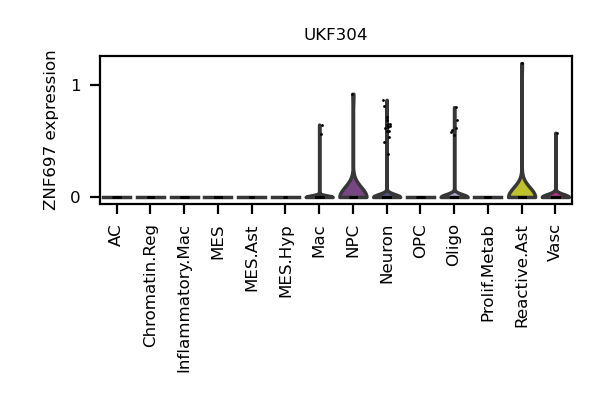 UKF304
ZNF697 expression
1
0
AC
Chromatin.Reg
Inflammatory.Mac
MES
MES.Ast
MES.Hyp
Mac
NPC
Neuron
OPC
Oligo
Prolif.Metab
Reactive.Ast
Vasc